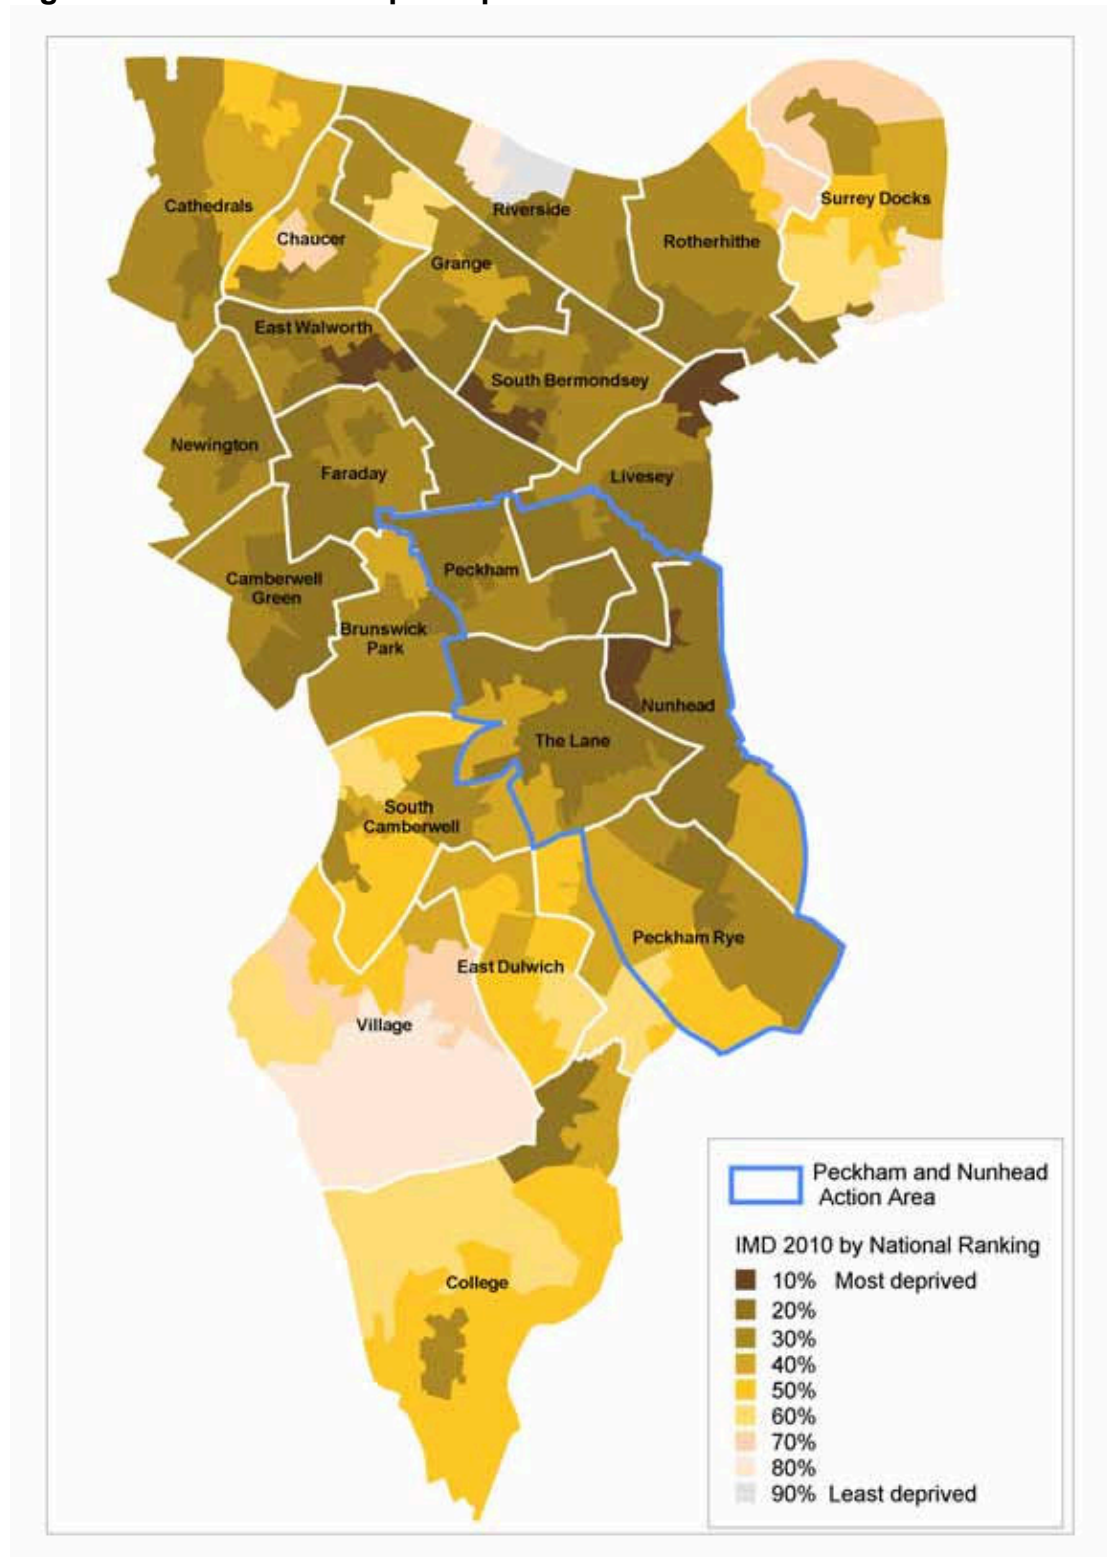 Cathedrals
Riverside
Surrey Docks
Chaucer
Rotherhithe
Grange
East Walworth
South Bermondsey
Newington
Faraday
Livesey
Peckham
Camberwell
Green
Brunswick
Park
Nunhead
The Lane
South
Camberwell
Peckham Rye
East Dulwich
Village
College
Peckham and Nunhead
Action Area
IMD 2010 by National Ranking
10% Most deprived
20%
30%
40%
50%
60%
70%
80%
90% Least deprived